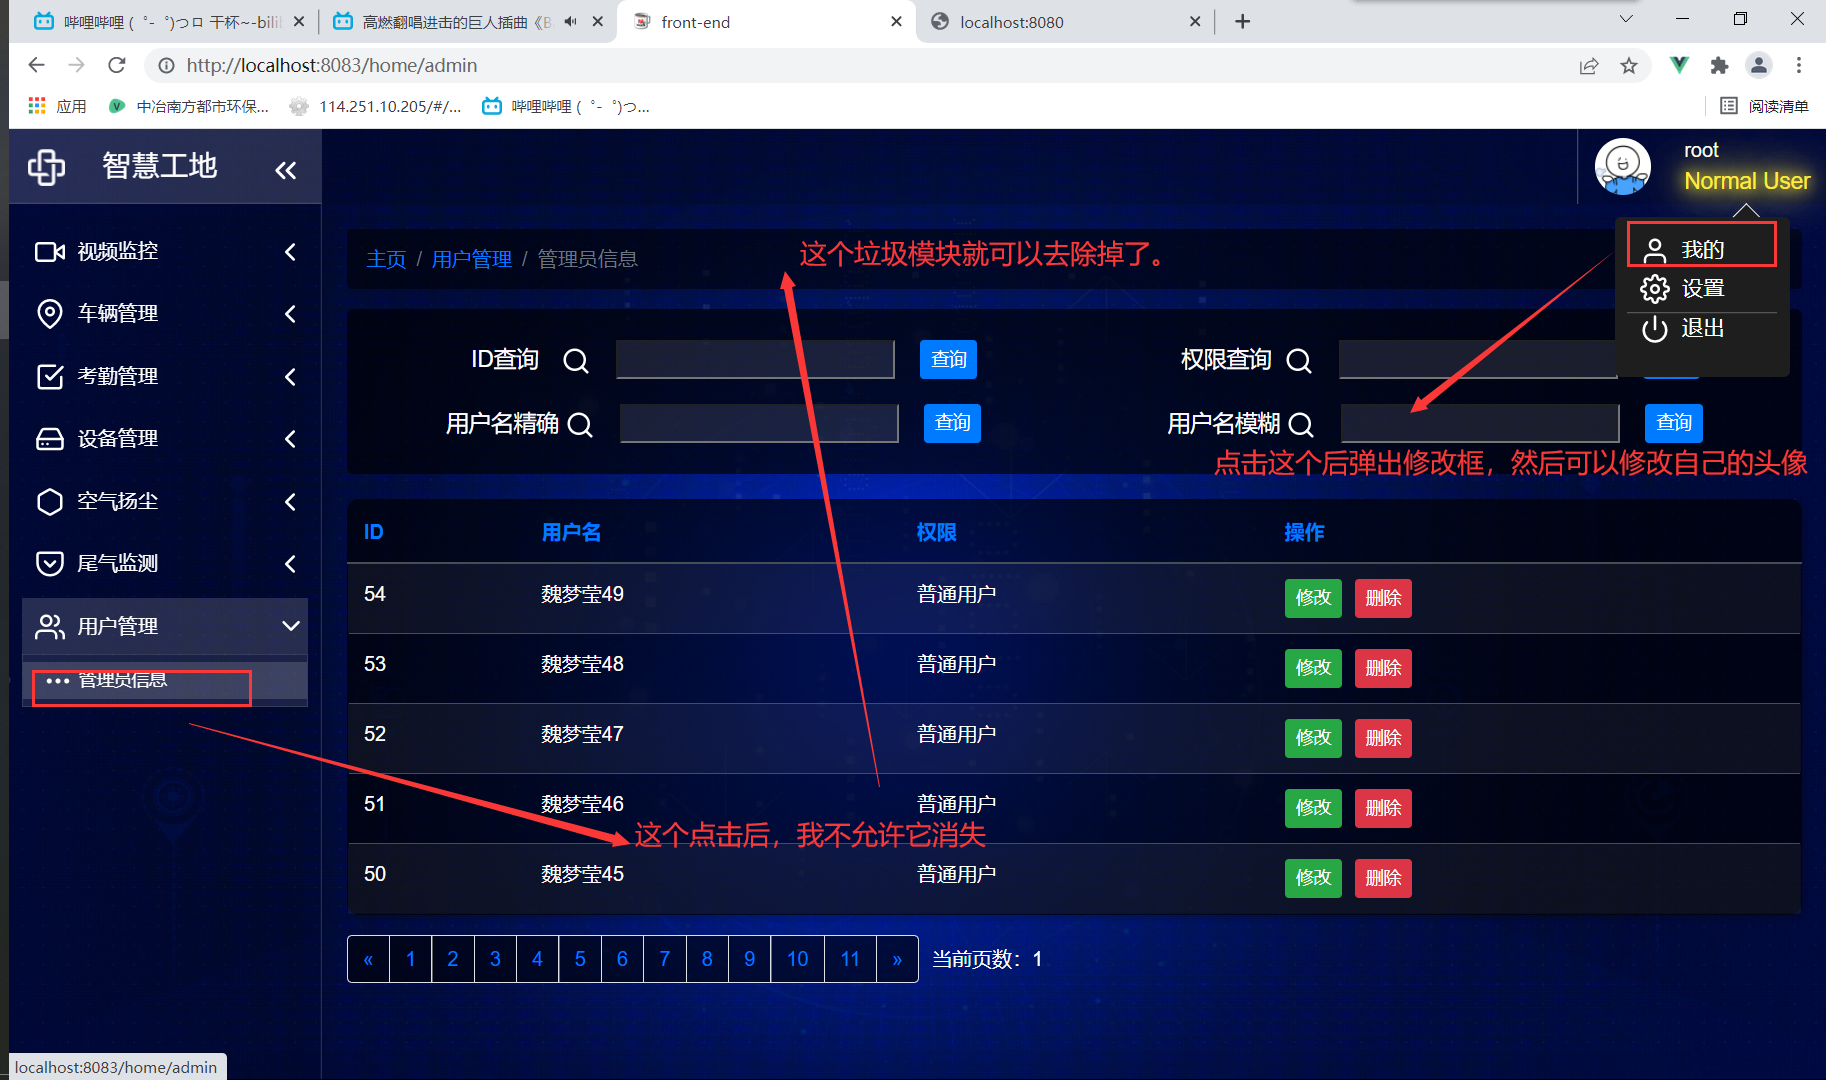 哔哩哔哩 ( ゜- ゜)つロ 干杯~-bili
高燃翻唱进击的巨人插曲《B
front-end
localhost:8080
http://localhost:8083/home/admin
应用
中冶南方都市环保...
114.251.10.205/#/...
哔哩哔哩 ( ゜- ゜)つ...
阅读清单
智慧工地
root
Normal User
我的
设置
退出
视频监控
车辆管理
考勤管理
设备管理
空气扬尘
尾气监测
用户管理
管理员信息
主页 / 用户管理 / 管理员信息
这个垃圾模块就可以去除掉了。
ID查询 查询 权限查询
用户名精确 查询 用户名模糊 查询
点击这个后弹出修改框，然后可以修改自己的头像
ID 用户名 权限 操作
54 魏梦莹49 普通用户 修改 删除
53 魏梦莹48 普通用户 修改 删除
52 魏梦莹47 普通用户 修改 删除
51 魏梦莹46 普通用户 修改 删除
这个点击后，我不允许它消失
50 魏梦莹45 普通用户 修改 删除
« 1 2 3 4 5 6 7 8 9 10 11 » 当前页数：1
localhost:8083/home/admin